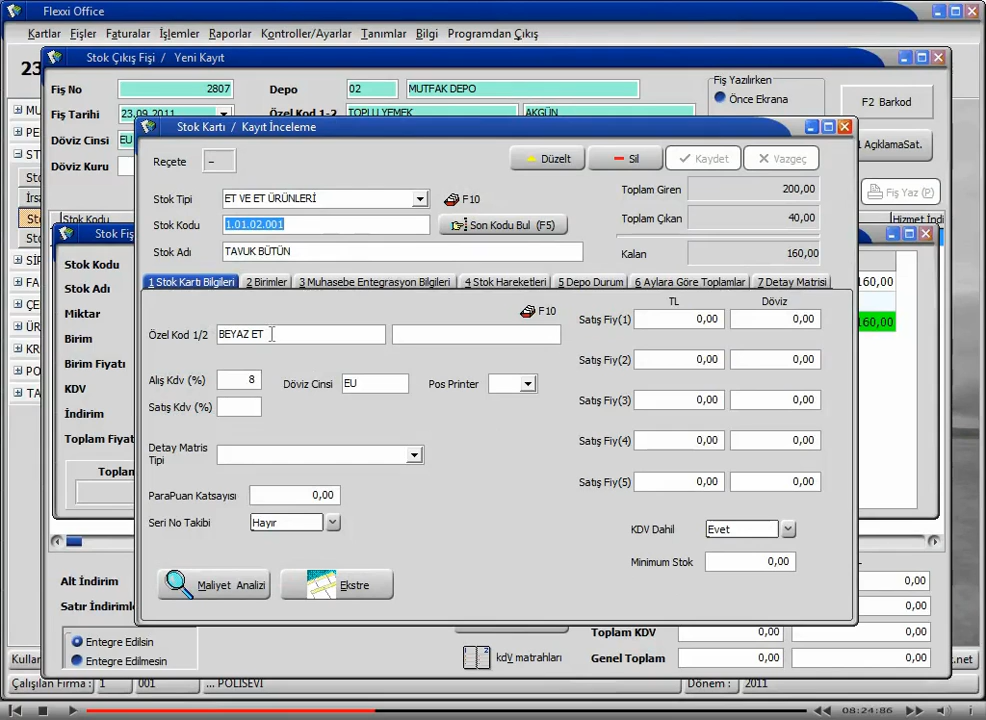 Flexxi Office
Kartlar Fişler Faturalar İşlemler Raporlar Kontroller/Ayarlar Tanımlar Bilgi Programdan Çıkış
Stok Çıkış Fişi / Yeni Kayıt
Fiş No 2807 Depo 02 MUTFAK DEPO
Fiş Yazılırken
Önce Ekrana
F2 Barkod
Fiş Tarihi 23.09.2011 Özel Kod 1-2 TOPLU YEMEK AKGÜN
Döviz Cinsi EU
Döviz Kuru
AçıklamaSat.
Fiş Yaz (P)
Stok Kodu
Hizmet İndi
Stok Fiş
Stok Kodu
Stok Adı
Miktar
Birim
Birim Fiyatı
KDV
İndirim
Toplam Fiyat
Toplam
160,00
Stok Kartı / Kayıt İnceleme
Reçete –
Düzelt Sil Kaydet Vazgeç
Stok Tipi ET VE ET ÜRÜNLERİ F10
Stok Kodu 1.01.02.001 Son Kodu Bul (F5)
Stok Adı TAVUK BÜTÜN
Toplam Giren 200,00
Toplam Çıkan 40,00
Kalan 160,00
1 Stok Kartı Bilgileri 2 Birimler 3 Muhasebe Entegrasyon Bilgileri 4 Stok Hareketleri 5 Depo Durum 6 Aylara Göre Toplamlar 7 Detay Matrisi
F10
Özel Kod 1/2 BEYAZ ET
Alış Kdv (%) 8 Döviz Cinsi EU Pos Printer
Satış Kdv (%)
Detay Matris
Tipi
ParaPuan Katsayısı 0,00
Seri No Takibi Hayır
TL Döviz
Satış Fiy(1) 0,00 0,00
Satış Fiy(2) 0,00 0,00
Satış Fiy(3) 0,00 0,00
Satış Fiy(4) 0,00 0,00
Satış Fiy(5) 0,00 0,00
KDV Dahil Evet
Minimum Stok 0,00
Maliyet Analizi Ekstre
Alt İndirim 0,00
Satır İndirimle 0,00
Entegre Edilsin
Entegre Edilmesin
kdV matrahları
Toplam KDV 0,00 0,00
Genel Toplam 0,00 0,00
Kullar
.net
Çalışılan Firma : 1 001 ... POLISEVI Dönem : 2011
08:24:86